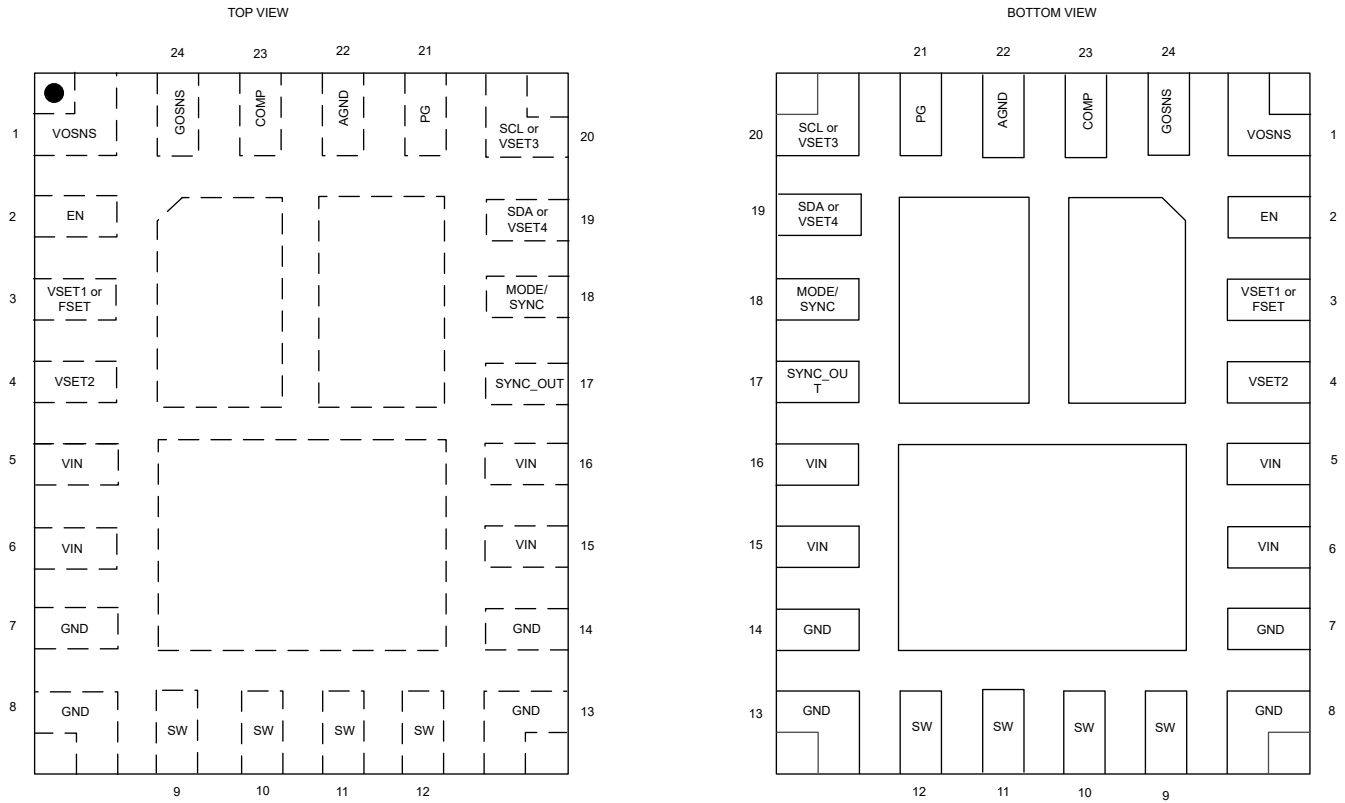 TOP VIEW
24 23 22 21
GOSNS
COMP
AGND
PG
1 VOSNS
SCL or
VSET3
20
2 EN
SDA or
VSET4
19
3 VSET1 or
FSET
MODE/
SYNC
18
4 VSET2
SYNC_OUT 17
5 VIN
VIN 16
6 VIN
VIN 15
7 GND
GND 14
8 GND
GND 13
SW SW SW SW
9 10 11 12
BOTTOM VIEW
21 22 23 24
PG
AGND
COMP
GOSNS
20 SCL or
VSET3
VOSNS 1
19 SDA or
VSET4
EN 2
18 MODE/
SYNC
VSET1 or
FSET
3
17 SYNC_OU
T
VSET2 4
16 VIN
VIN 5
15 VIN
VIN 6
14 GND
GND 7
13 GND
GND 8
SW SW SW SW
12 11 10 9